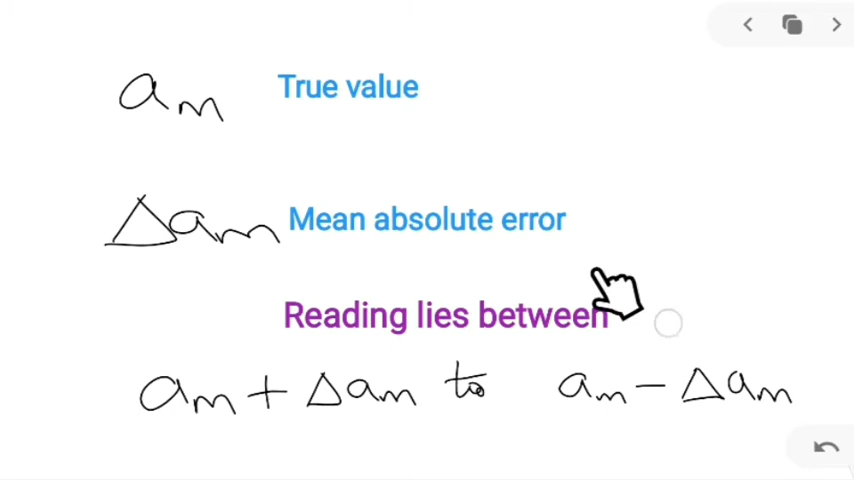 am True value
Δam Mean absolute error
Reading lies between
am + Δam to am - Δam